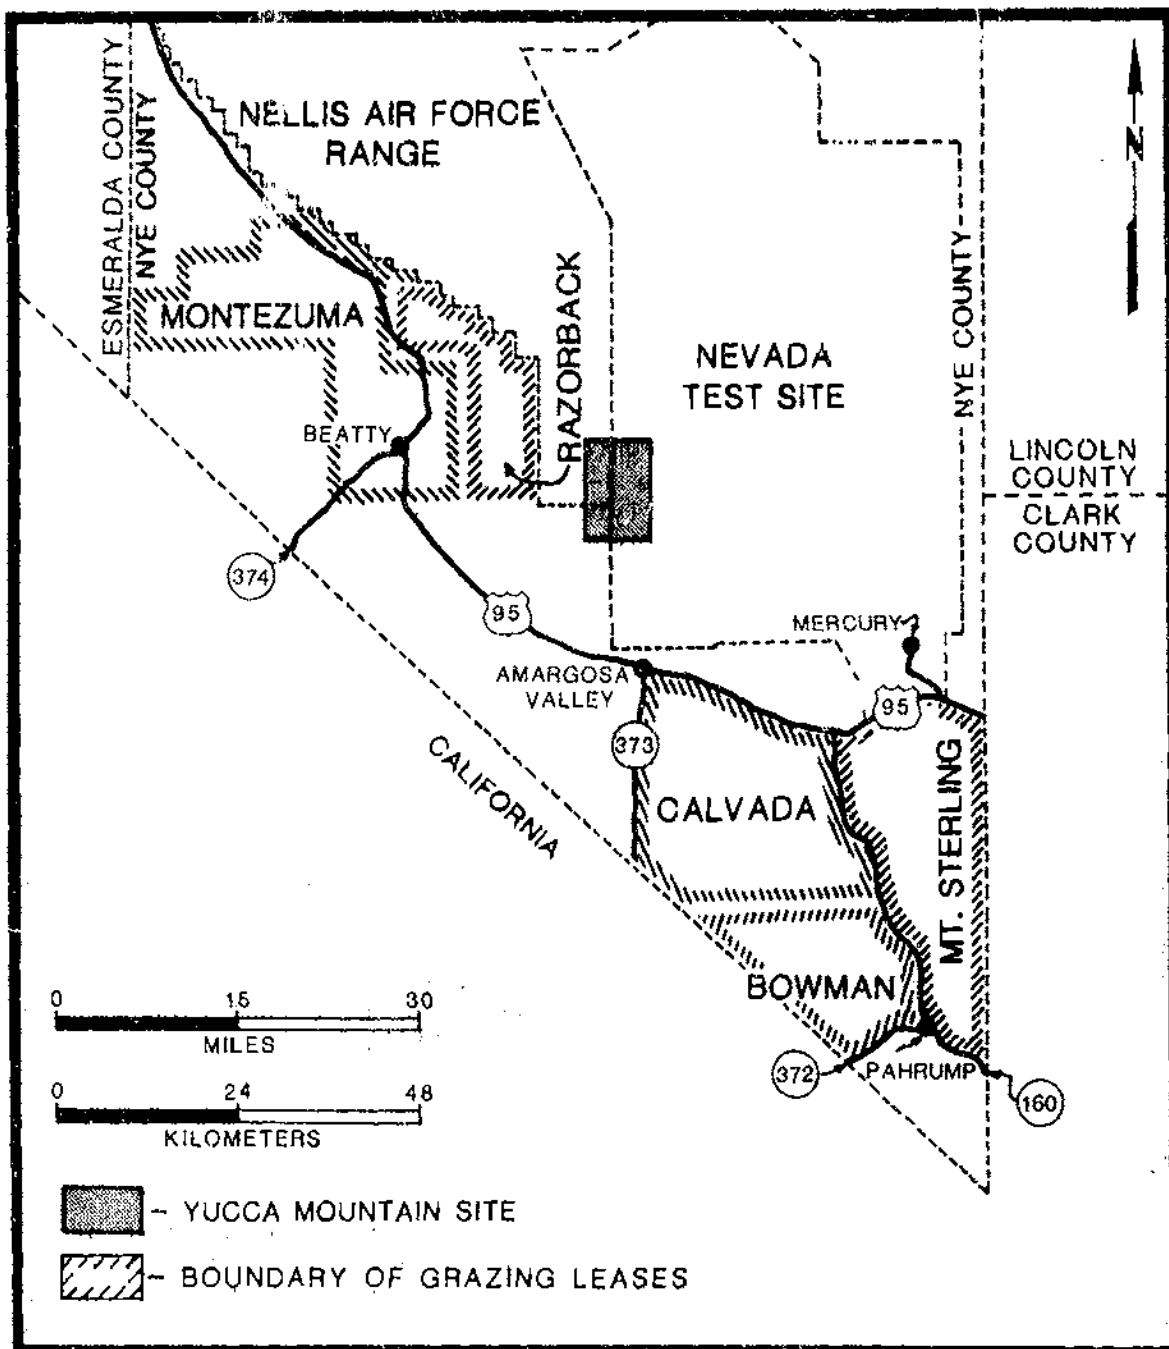 ESMERALDA COUNTY
NYE COUNTY
NELLIS AIR FORCE
RANGE
N
MONTEZUMA
RAZORBACK
NEVADA
TEST SITE
NYE COUNTY
BEATTY
LINCOLN
COUNTY
CLARK
COUNTY
374
95
MERCURY
AMARGOSA
VALLEY
95
373
CALIFORNIA
CALVADA
MT. STERLING
BOWMAN
0 15 30
MILES
372
PAHRUMP
160
0 24 48
KILOMETERS
- YUCCA MOUNTAIN SITE
- BOUNDARY OF GRAZING LEASES